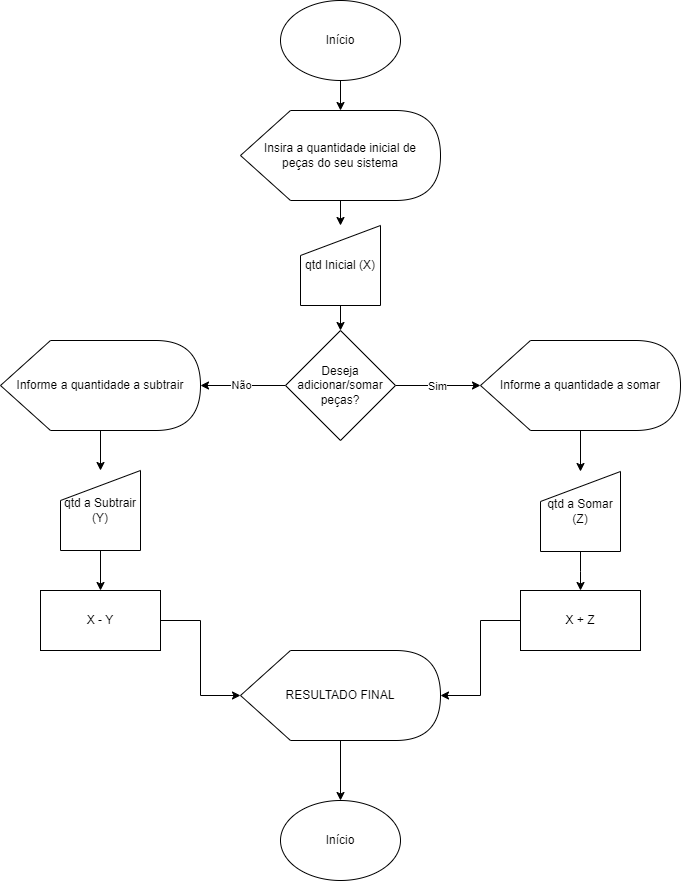 Início
Insira a quantidade inicial de
peças do seu sistema
qtd Inicial (X)
Deseja
adicionar/somar
peças?
Não
Sim
Informe a quantidade a subtrair
Informe a quantidade a somar
qtd a Subtrair
(Y)
qtd a Somar
(Z)
X - Y
X + Z
RESULTADO FINAL
Início